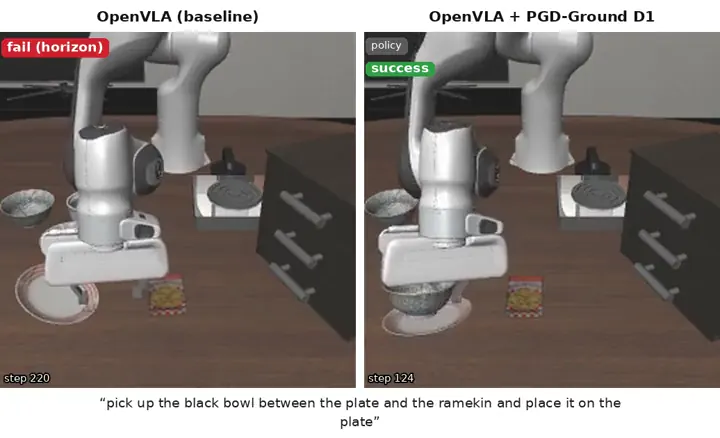 OpenVLA (baseline)
OpenVLA + PGD-Ground D1
fail (horizon)
policy
success
step 220
step 124
“pick up the black bowl between the plate and the ramekin and place it on the
plate”